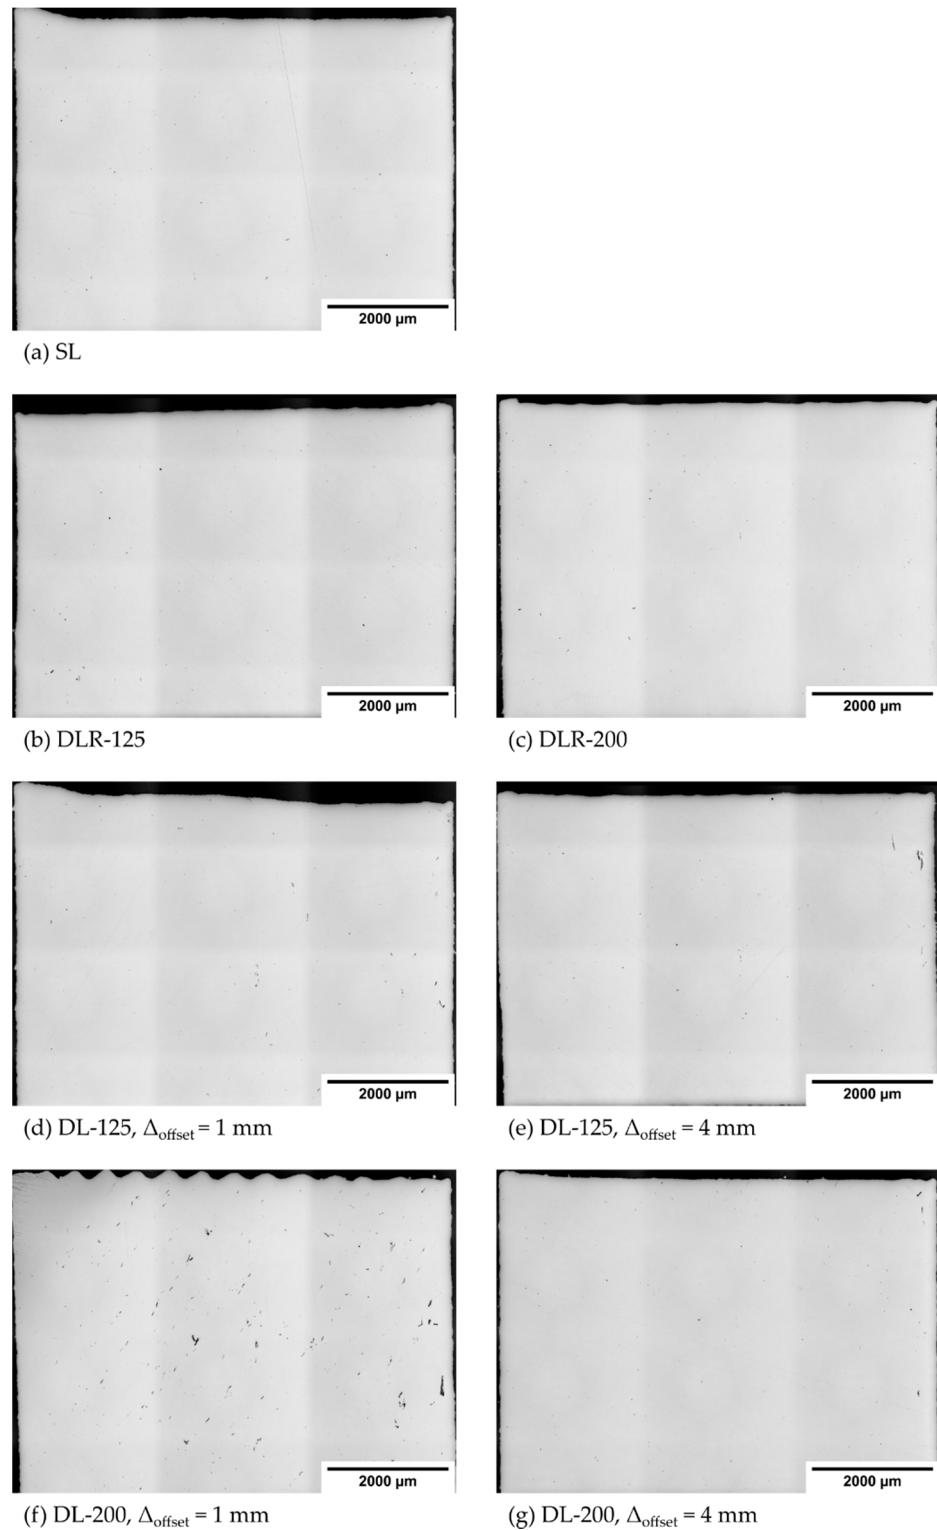 2000 µm
(a) SL
2000 µm
2000 µm
(b) DLR-125
(c) DLR-200
2000 µm
2000 µm
(d) DL-125, Δoffset = 1 mm
(e) DL-125, Δoffset = 4 mm
2000 µm
2000 µm
(f) DL-200, Δoffset = 1 mm
(g) DL-200, Δoffset = 4 mm